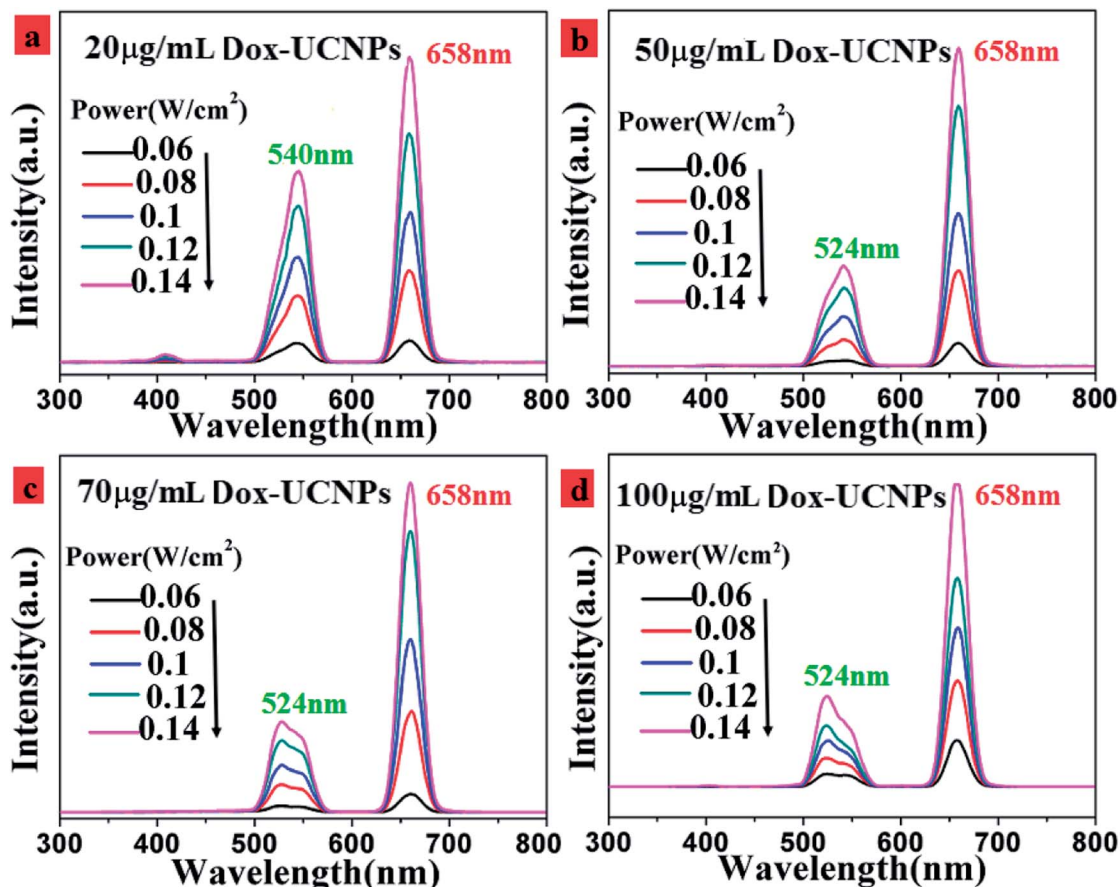 a
20μg/mL Dox-UCNPs
658nm
Power(W/cm²)
0.06
0.08
0.1
0.12
0.14
540nm
Intensity(a.u.)
300 400 500 600 700 800
Wavelength(nm)
b
50μg/mL Dox-UCNPs
658nm
Power(W/cm²)
0.06
0.08
0.1
0.12
0.14
524nm
Intensity(a.u.)
300 400 500 600 700 800
Wavelength(nm)
c
70μg/mL Dox-UCNPs
658nm
Power(W/cm²)
0.06
0.08
0.1
0.12
0.14
524nm
Intensity(a.u.)
300 400 500 600 700 800
Wavelength(nm)
d
100μg/mL Dox-UCNPs
658nm
Power(W/cm²)
0.06
0.08
0.1
0.12
0.14
524nm
Intensity(a.u.)
300 400 500 600 700 800
Wavelength(nm)